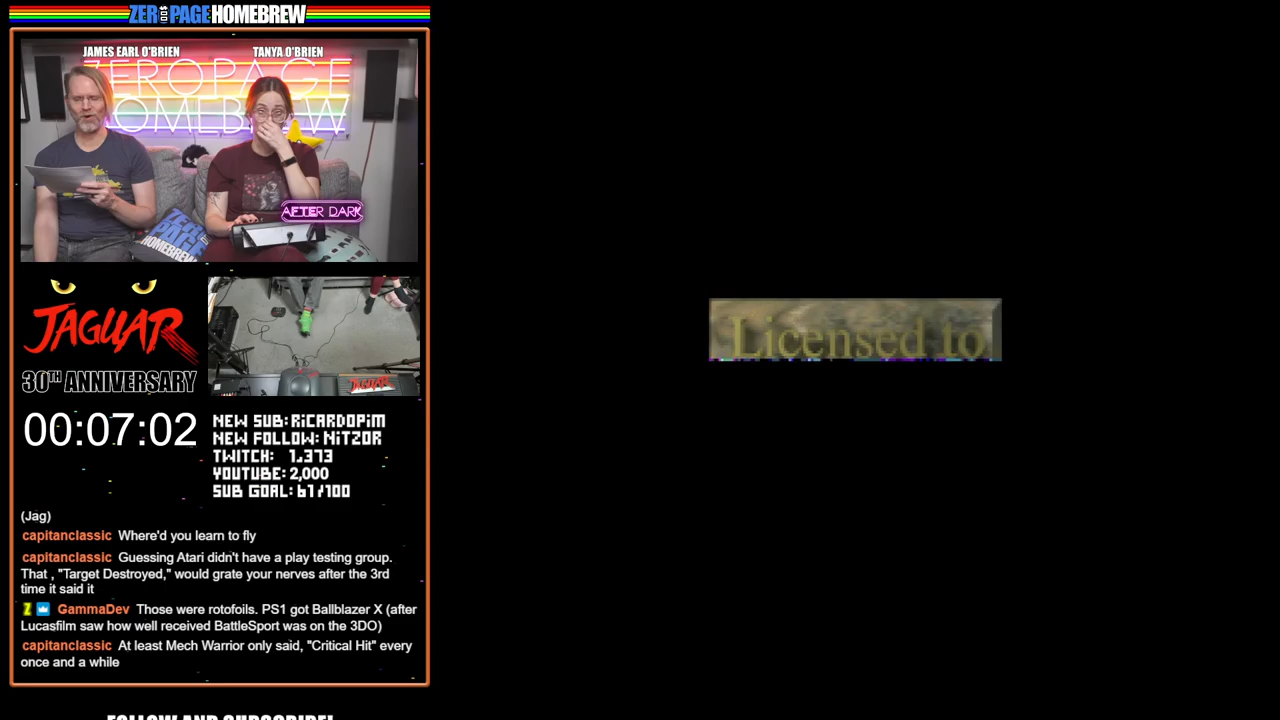 ZEROPAGE HOMEBREW
JAMES EARL O'BRIEN
TANYA O'BRIEN
ZEROPAGE
HOMEBREW
AFTER DARK
ZERO
PAGE
HOMEBREW
JAGUAR
30TH ANNIVERSARY
JAGUAR
00:07:02
NEW SUB: RICARDOPIM
NEW FOLLOW: NITZOR
TWITCH: 1,373
YOUTUBE: 2,000
SUB GOAL: 67/100
(Jag)
capitanclassic Where'd you learn to fly
capitanclassic Guessing Atari didn't have a play testing group.
That , "Target Destroyed," would grate your nerves after the 3rd
time it said it
GammaDev Those were rotofoils. PS1 got Ballblazer X (after
Lucasfilm saw how well received BattleSport was on the 3DO)
capitanclassic At least Mech Warrior only said, "Critical Hit" every
once and a while
FOLLOW AND SUBSCRIBE!
Licensed to